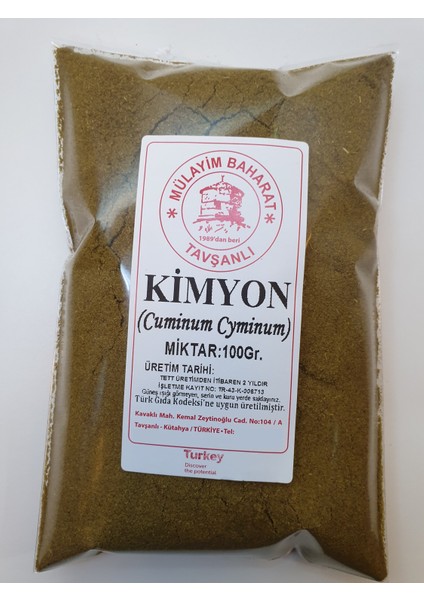 * MÜLAYİM BAHARAT *
1989'dan beri
TAVŞANLI
KİMYON
(Cuminum Cyminum)
MİKTAR:100Gr.
ÜRETİM TARİHİ:
TETT ÜRETİMDEN İTİBAREN 2 YILDIR
İŞLETME KAYIT NO: TR-43-K-006713
Güneş ışığı görmeyen, serin ve kuru yerde saklayınız.
Türk Gıda Kodeksi'ne uygun üretilmiştir.
Kavaklı Mah. Kemal Zeytinoğlu Cad. No:104 / A
Tavşanlı - Kütahya / TÜRKİYE • Tel:
Turkey
Discover
the potential